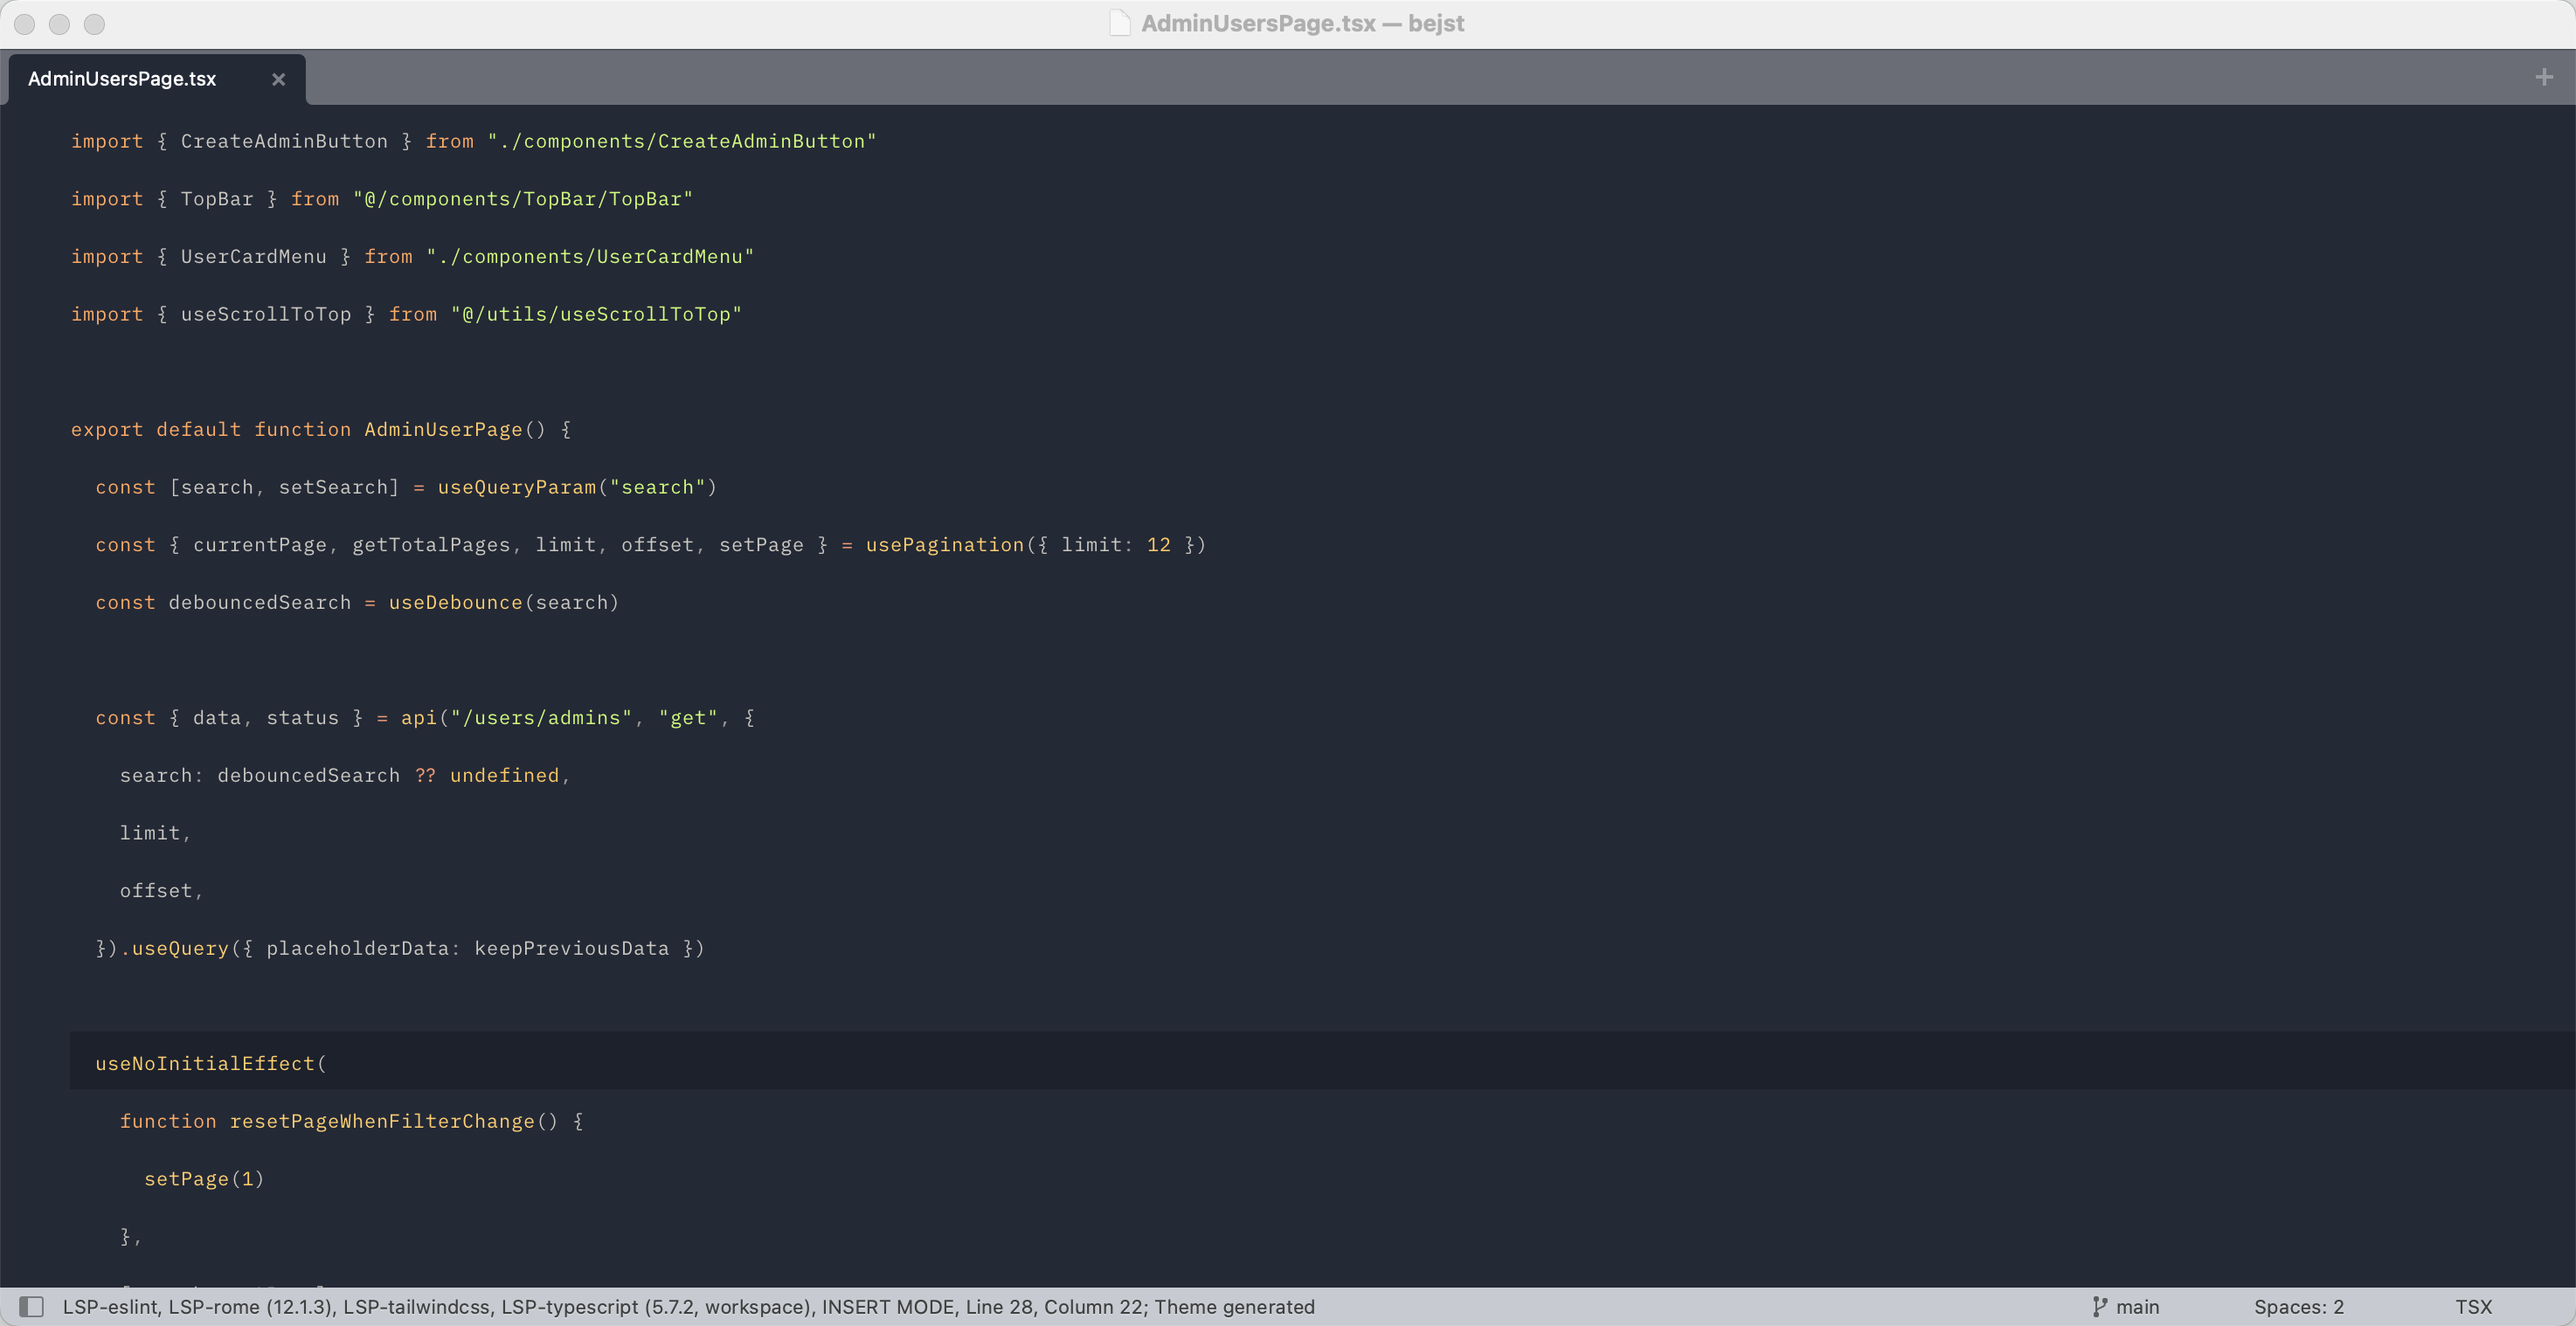 AdminUsersPage.tsx — bejst
AdminUsersPage.tsx
import { CreateAdminButton } from "./components/CreateAdminButton"
import { TopBar } from "@/components/TopBar/TopBar"
import { UserCardMenu } from "./components/UserCardMenu"
import { useScrollToTop } from "@/utils/useScrollToTop"
export default function AdminUserPage() {
  const [search, setSearch] = useQueryParam("search")
  const { currentPage, getTotalPages, limit, offset, setPage } = usePagination({ limit: 12 })
  const debouncedSearch = useDebounce(search)
  const { data, status } = api("/users/admins", "get", {
    search: debouncedSearch ?? undefined,
    limit,
    offset,
  }).useQuery({ placeholderData: keepPreviousData })
  useNoInitialEffect(
    function resetPageWhenFilterChange() {
      setPage(1)
    },
LSP-eslint, LSP-rome (12.1.3), LSP-tailwindcss, LSP-typescript (5.7.2, workspace), INSERT MODE, Line 28, Column 22; Theme generated
main
Spaces: 2
TSX